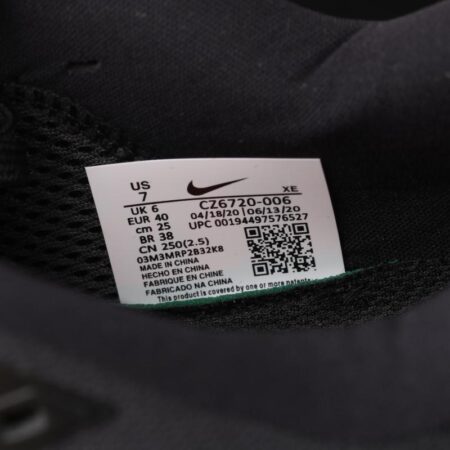 US
7
XE
UK 6
CZ6720-006
EUR 40
04/18/20 06/13/20
cm 25
UPC 00194497576527
BR 38
CN 250(2.5)
03M3MRP2B32K8
MADE IN CHINA
HECHO EN CHINA
FABRIQUE EN CHINE
FABRICADO NA CHINA
This product is covered by one or more patents.